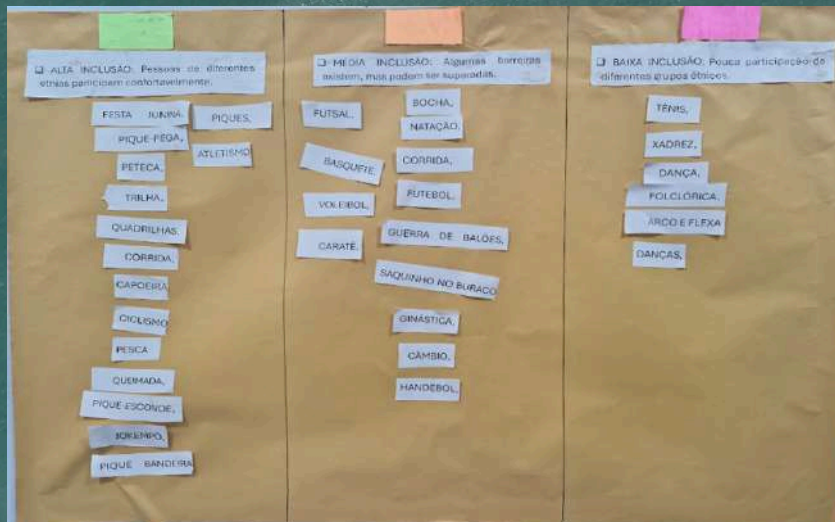 ❑ ALTA INCLUSÃO: Pessoas de diferentes
etnias participam confortavelmente.
FESTA JUNINA,
PIQUES,
PIQUE-PEGA,
ATLETISMO
PETECA,
TRILHA,
QUADRILHAS,
CORRIDA,
CAPOEIRA
CICLISMO
PESCA
QUEIMADA,
PIQUE-ESCONDE,
JOKEMPÔ,
PIQUE BANDEIRA
❑ MÉDIA INCLUSÃO: Algumas barreiras
existem, mas podem ser superadas.
FUTSAL,
BASQUETE,
VOLEIBOL,
CARATÊ,
BOCHA,
NATAÇÃO,
CORRIDA,
FUTEBOL,
GUERRA DE BALÕES,
SAQUINHO NO BURACO
GINÁSTICA,
CÂMBIO,
HANDEBOL,
❑ BAIXA INCLUSÃO: Pouca participação de
diferentes grupos étnicos.
TÊNIS,
XADREZ,
DANÇA,
FOLCLÓRICA,
ARCO E FLEXA
DANÇAS,